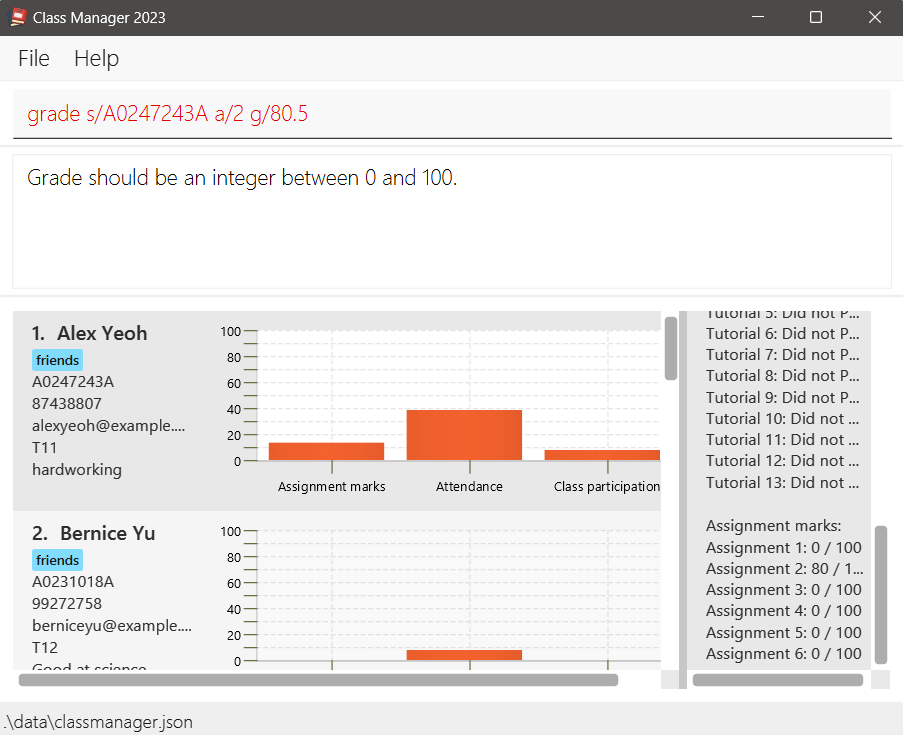 Class Manager 2023
File Help
grade s/A0247243A a/2 g/80.5
Grade should be an integer between 0 and 100.
1. Alex Yeoh
friends
A0247243A
87438807
alexyeoh@example....
T11
hardworking
100
80
60
40
20
0
Assignment marks Attendance Class participation
2. Bernice Yu
friends
A0231018A
99272758
berniceyu@example....
T12
Good at science
100
80
60
40
20
0
Tutorial 5: Did not P...
Tutorial 6: Did not P...
Tutorial 7: Did not P...
Tutorial 8: Did not P...
Tutorial 9: Did not P...
Tutorial 10: Did not ...
Tutorial 11: Did not ...
Tutorial 12: Did not ...
Tutorial 13: Did not ...
Assignment marks:
Assignment 1: 0 / 100
Assignment 2: 80 / 1...
Assignment 3: 0 / 100
Assignment 4: 0 / 100
Assignment 5: 0 / 100
Assignment 6: 0 / 100
.\data\classmanager.json